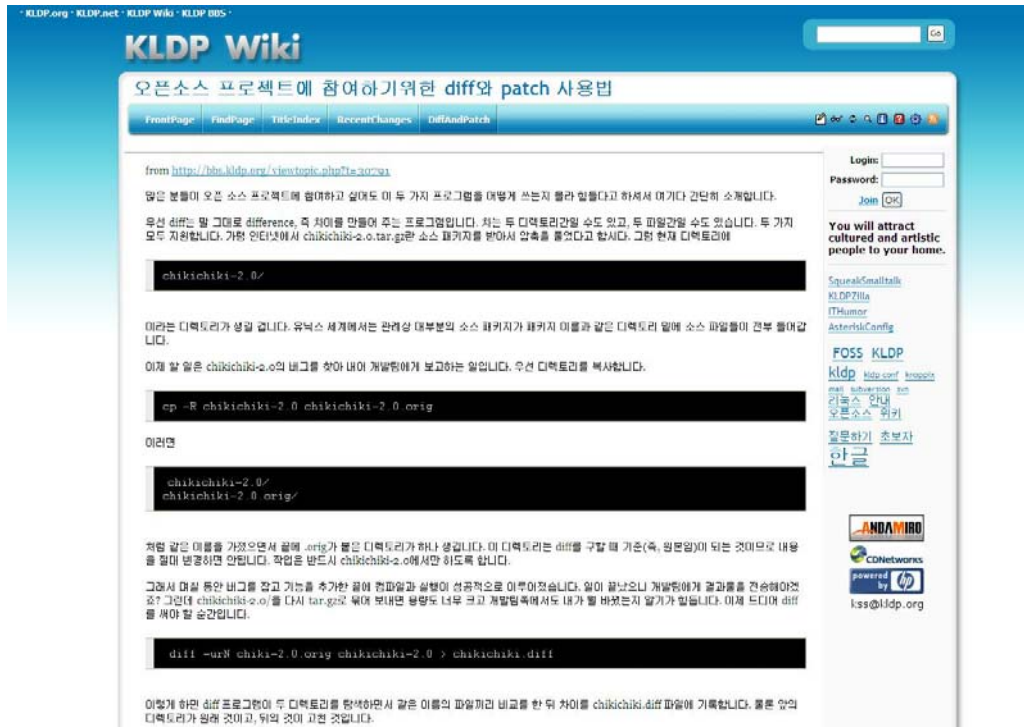 · KLDP.org · KLDP.net · KLDP Wiki · KLDP BBS ·
KLDP Wiki
Go
오픈소스 프로젝트에 참여하기위한 diff와 patch 사용법
FrontPage FindPage TitleIndex RecentChanges DiffAndPatch
from http://bbs.kldp.org/viewtopic.php?t=30791
많은 분들이 오픈 소스 프로젝트에 참여하고 싶어도 이 두 가지 프로그램을 어떻게 쓰는지 몰라 힘들다고 하셔서 여기다 간단히 소개합니다.
우선 diff는 말 그대로 difference, 즉 차이를 만들어 주는 프로그램입니다. 차는 두 디렉토리간일 수도 있고, 두 파일간일 수도 있습니다. 두 가지
모두 지원합니다. 가령 인터넷에서 chikichiki-2.0.tar.gz란 소스 패키지를 받아서 압축을 풀었다고 합시다. 그럼 현재 디렉토리에
chikichiki-2.0/
이라는 디렉토리가 생길 겁니다. 유닉스 세계에서는 관례상 대부분의 소스 패키지가 패키지 이름과 같은 디렉토리 밑에 소스 파일들이 전부 들어갑
니다.
이제 할 일은 chikichiki-2.0의 버그를 찾아 내어 개발팀에게 보고하는 일입니다. 우선 디렉토리를 복사합니다.
cp -R chikichiki-2.0 chikichiki-2.0.orig
이러면
chikichiki-2.0/
chikichiki-2.0.orig/
처럼 같은 이름을 가졌으면서 끝에 .orig가 붙은 디렉토리가 하나 생깁니다. 이 디렉토리는 diff를 구할 때 기준(즉, 원본임)이 되는 것이므로 내용
을 절대 변경하면 안됩니다. 작업은 반드시 chikichiki-2.0에서만 하도록 합니다.
그래서 며칠 동안 버그를 잡고 기능을 추가한 끝에 컴파일과 실행이 성공적으로 이루어졌습니다. 일이 끝났으니 개발팀에게 결과물을 전송해야겠
죠? 그런데 chikichiki-2.0/를 다시 tar.gz로 묶어 보내면 용량도 너무 크고 개발팀쪽에서도 내가 뭘 바꿨는지 알기가 힘듭니다. 이제 드디어 diff
를 써야 할 순간입니다.
diff -urN chiki-2.0.orig chikichiki-2.0 > chikichiki.diff
이렇게 하면 diff 프로그램이 두 디렉토리를 탐색하면서 같은 이름의 파일끼리 비교를 한 뒤 차이를 chikichiki.diff 파일에 기록합니다. 물론 앞의
디렉토리가 원래 것이고, 뒤의 것이 고친 것입니다.
Login:
Password:
Join OK
You will attract
cultured and artistic
people to your home.
SqueakSmalltalk
KLDPZilla
ITHumor
AsteriskConfig
FOSS KLDP
kldp kldp conf knoppix
mail subversion svn
리눅스 안내
오픈소스 위키
질문하기 초보자
한글
ANDAMIRO
CDNetworks
powered by hp
kss@kldp.org